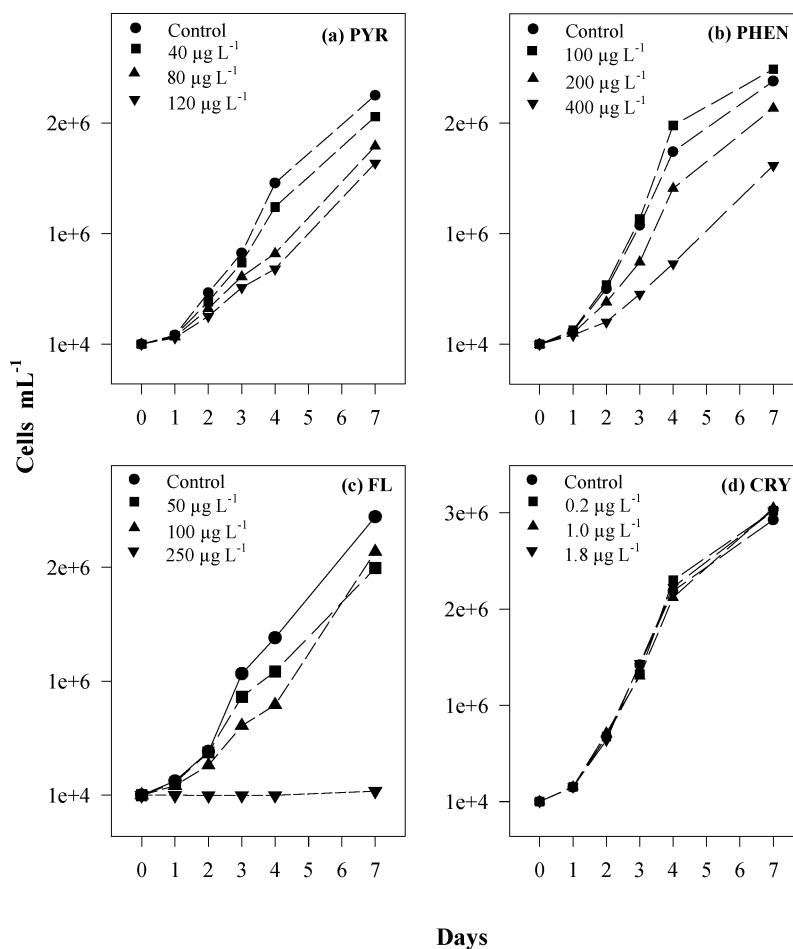 Cells mL⁻¹
(a) PYR
Control
40 µg L⁻¹
80 µg L⁻¹
120 µg L⁻¹
2e+6
1e+6
1e+4
0 1 2 3 4 5 6 7
(b) PHEN
Control
100 µg L⁻¹
200 µg L⁻¹
400 µg L⁻¹
2e+6
1e+6
1e+4
0 1 2 3 4 5 6 7
(c) FL
Control
50 µg L⁻¹
100 µg L⁻¹
250 µg L⁻¹
2e+6
1e+6
1e+4
0 1 2 3 4 5 6 7
(d) CRY
Control
0.2 µg L⁻¹
1.0 µg L⁻¹
1.8 µg L⁻¹
3e+6
2e+6
1e+6
1e+4
0 1 2 3 4 5 6 7
Days